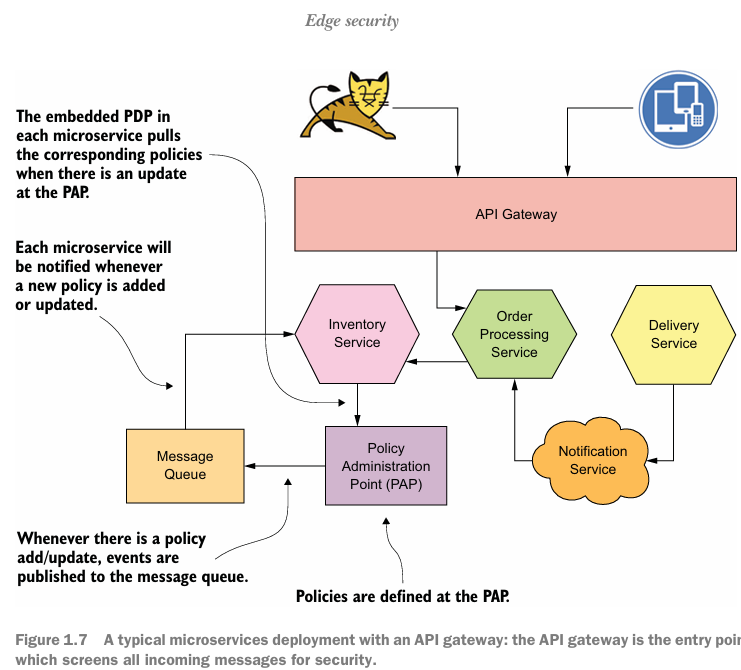 Edge security
The embedded PDP in
each microservice pulls
the corresponding policies
when there is an update
at the PAP.
API Gateway
Each microservice will
be notified whenever
a new policy is added
or updated.
Inventory
Service
Order
Processing
Service
Delivery
Service
Message
Queue
Policy
Administration
Point (PAP)
Notification
Service
Whenever there is a policy
add/update, events are
published to the message queue.
Policies are defined at the PAP.
Figure 1.7 A typical microservices deployment with an API gateway: the API gateway is the entry
which screens all incoming messages for security.